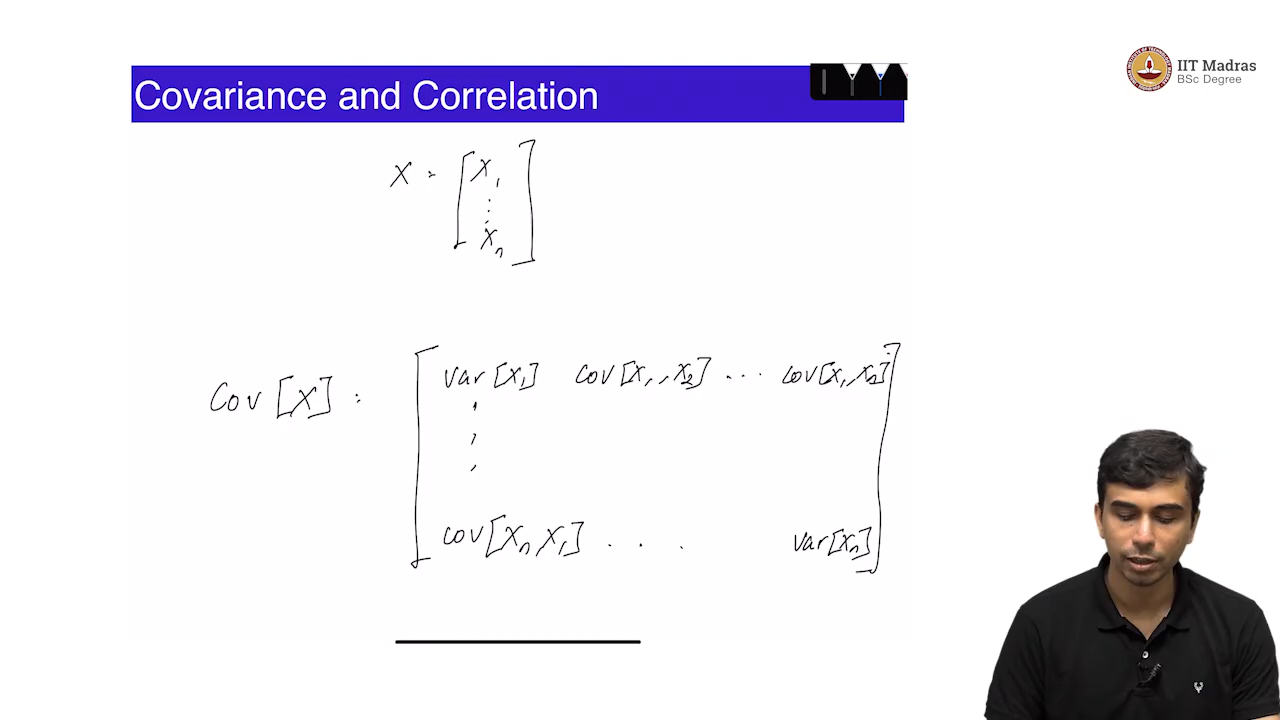 IIT Madras
BSc Degree
Covariance and Correlation
X = [X₁
⋮
Xₙ]
Cov [X] : [var [X₁] cov [X₁, X₂] ... cov [X₁, Xₙ]
⋮
cov [Xₙ, X₁] ... var [Xₙ]]